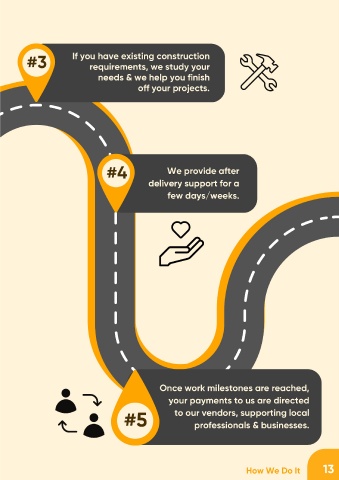 #3
If you have existing construction
requirements, we study your
needs & we help you finish
off your projects.
#4
We provide after
delivery support for a
few days/weeks.
#5
Once work milestones are reached,
your payments to us are directed
to our vendors, supporting local
professionals & businesses.
How We Do It
13